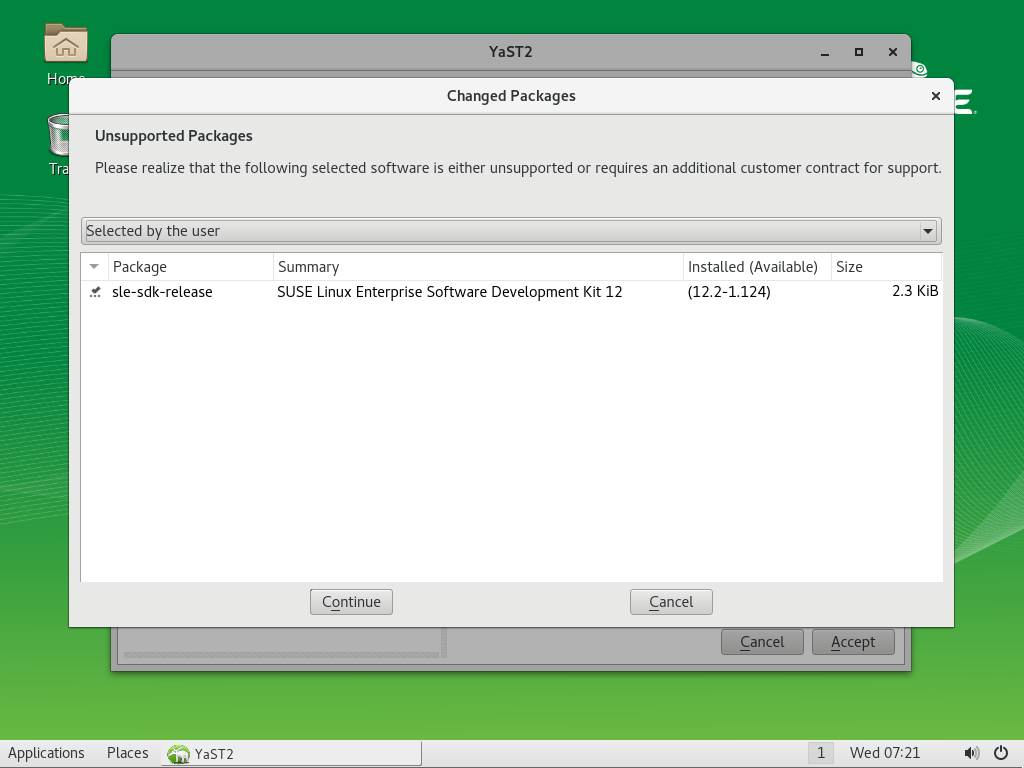 YaST2
Home
Changed Packages
Unsupported Packages
Please realize that the following selected software is either unsupported or requires an additional customer contract for support.
Selected by the user
Package Summary Installed (Available) Size
sle-sdk-release SUSE Linux Enterprise Software Development Kit 12 (12.2-1.124) 2.3 KiB
Continue Cancel
Cancel Accept
Applications Places YaST2 1 Wed 07:21